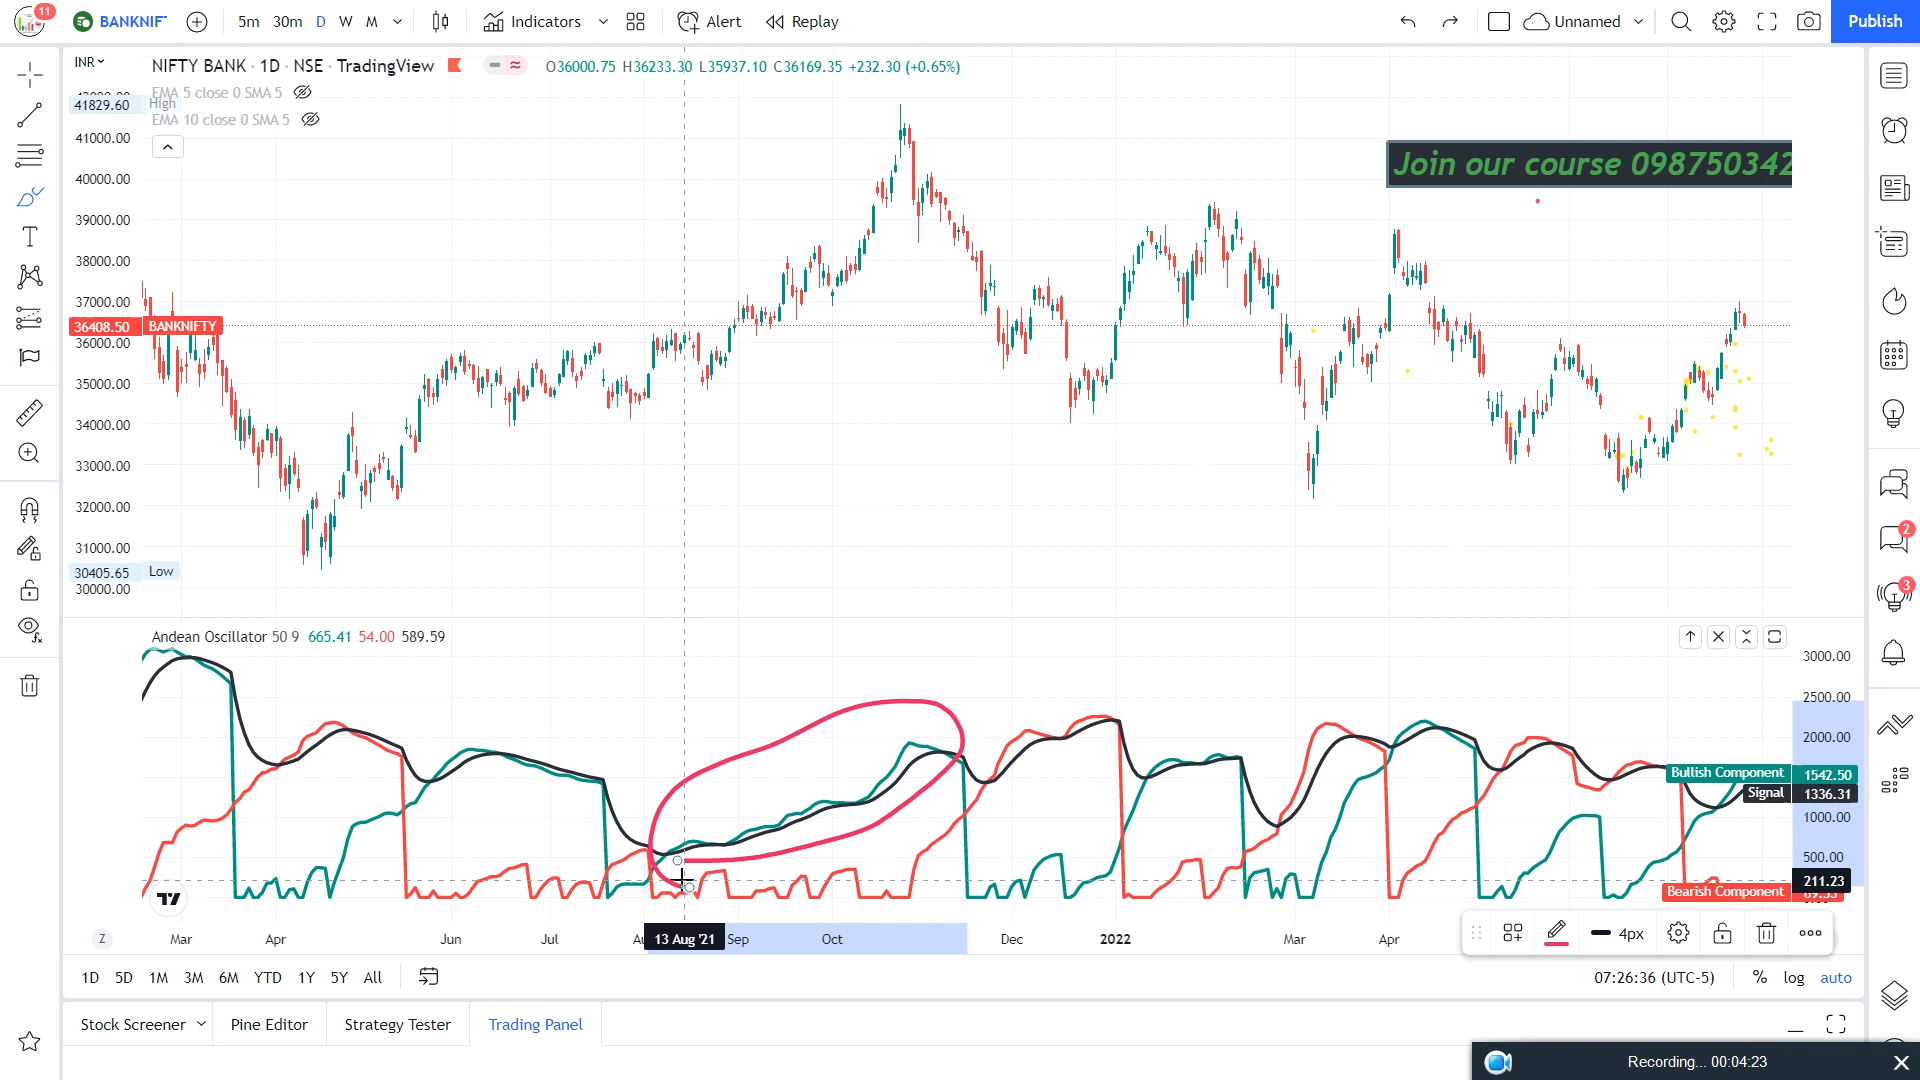 11 BANKNIF 5m 30m D W M Indicators Alert Replay Unnamed Publish
INR NIFTY BANK · 1D · NSE · TradingView O36000.75 H36233.30 L35937.10 C36169.35 +232.30 (+0.65%)
EMA 5 close 0 SMA 5
41829.60 High
EMA 10 close 0 SMA 5
41000.00
Join our course 098750342
40000.00
39000.00
38000.00
37000.00
36408.50 BANKNIFTY
36000.00
35000.00
34000.00
33000.00
32000.00
31000.00
30405.65 Low
30000.00
Andean Oscillator 50 9 665.41 54.00 589.59
3000.00
2500.00
2000.00
Bullish Component 1542.50
Signal 1336.31
1000.00
500.00
211.23
Bearish Component
Z Mar Apr Jun Jul 13 Aug '21 Sep Oct Dec 2022 Mar Apr
4px
1D 5D 1M 3M 6M YTD 1Y 5Y All 07:26:36 (UTC-5) % log auto
Stock Screener Pine Editor Strategy Tester Trading Panel
Recording... 00:04:23
2
3